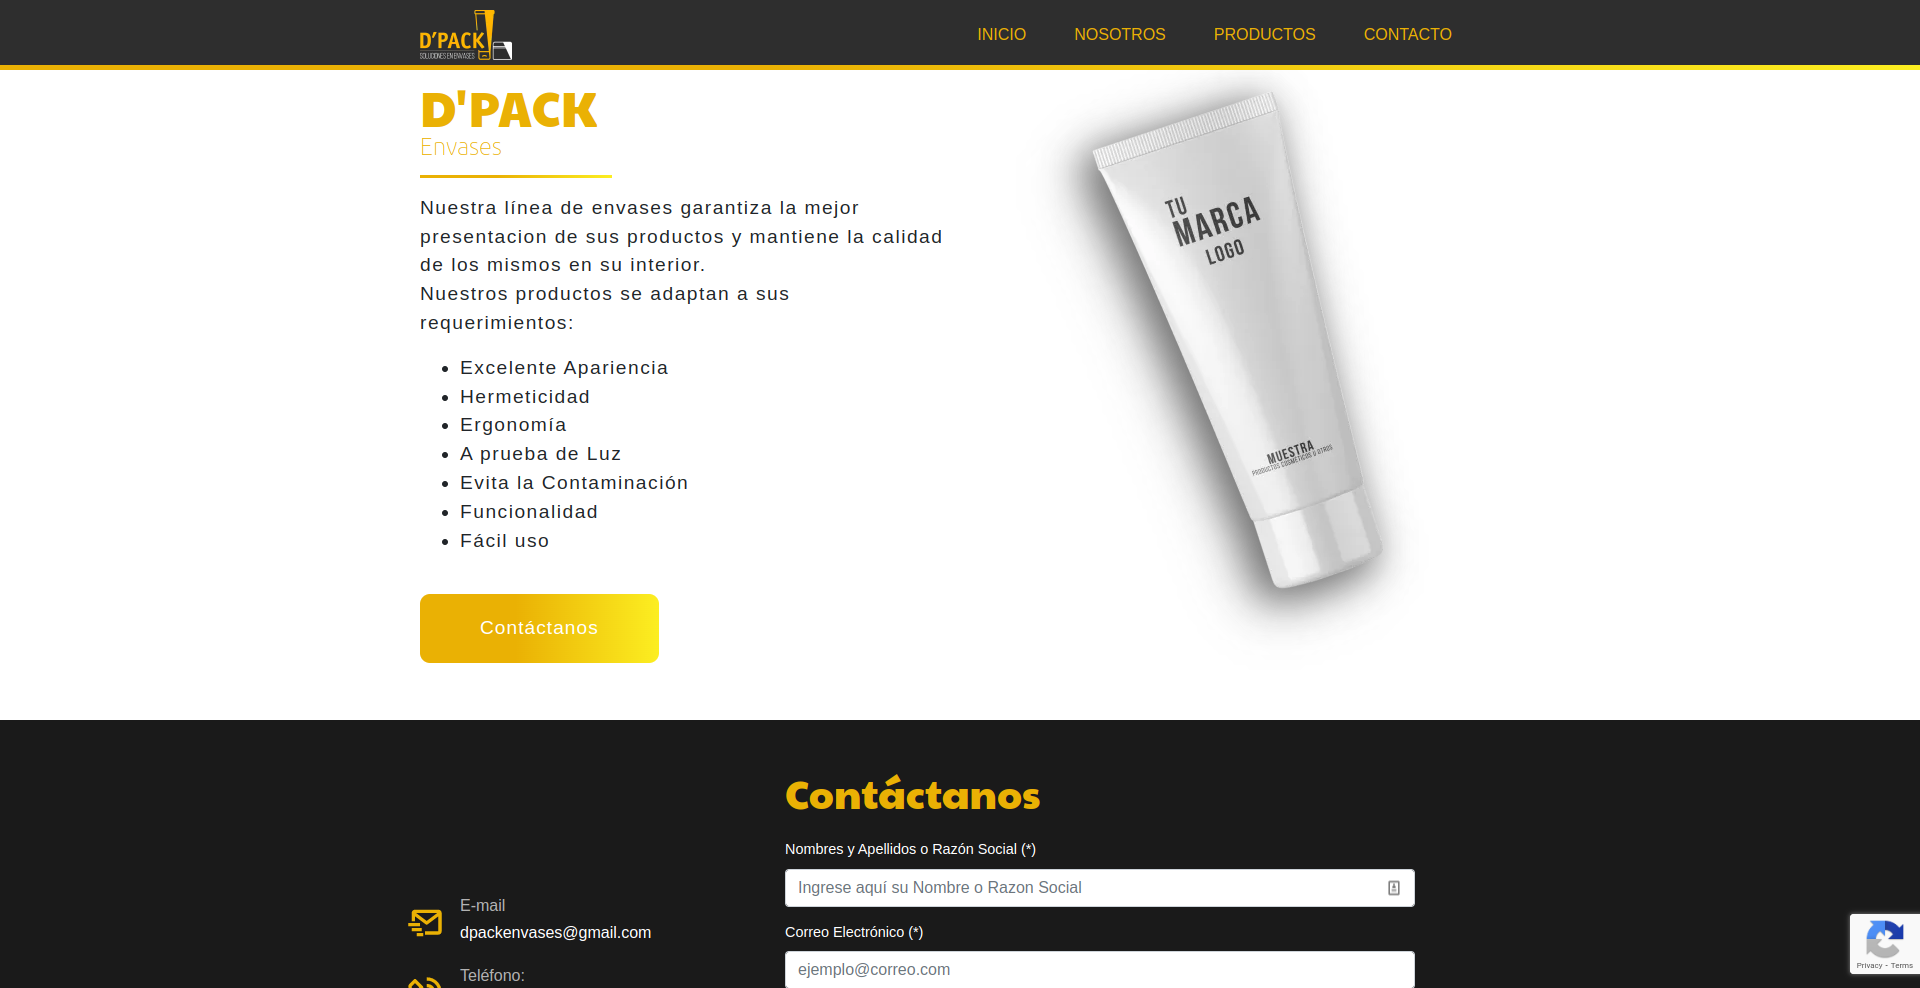 D'PACK
SOLUCIONES EN ENVASES
INICIO
NOSOTROS
PRODUCTOS
CONTACTO
D'PACK
Envases
Nuestra línea de envases garantiza la mejor
presentacion de sus productos y mantiene la calidad
de los mismos en su interior.
Nuestros productos se adaptan a sus
requerimientos:
Excelente Apariencia
Hermeticidad
Ergonomía
A prueba de Luz
Evita la Contaminación
Funcionalidad
Fácil uso
Contáctanos
TU
MARCA
LOGO
MUESTRA
PRODUCTOS COSMÉTICOS U OTROS
Contáctanos
Nombres y Apellidos o Razón Social (*)
Ingrese aquí su Nombre o Razon Social
Correo Electrónico (*)
ejemplo@correo.com
E-mail
dpackenvases@gmail.com
Teléfono:
Privacy - Terms